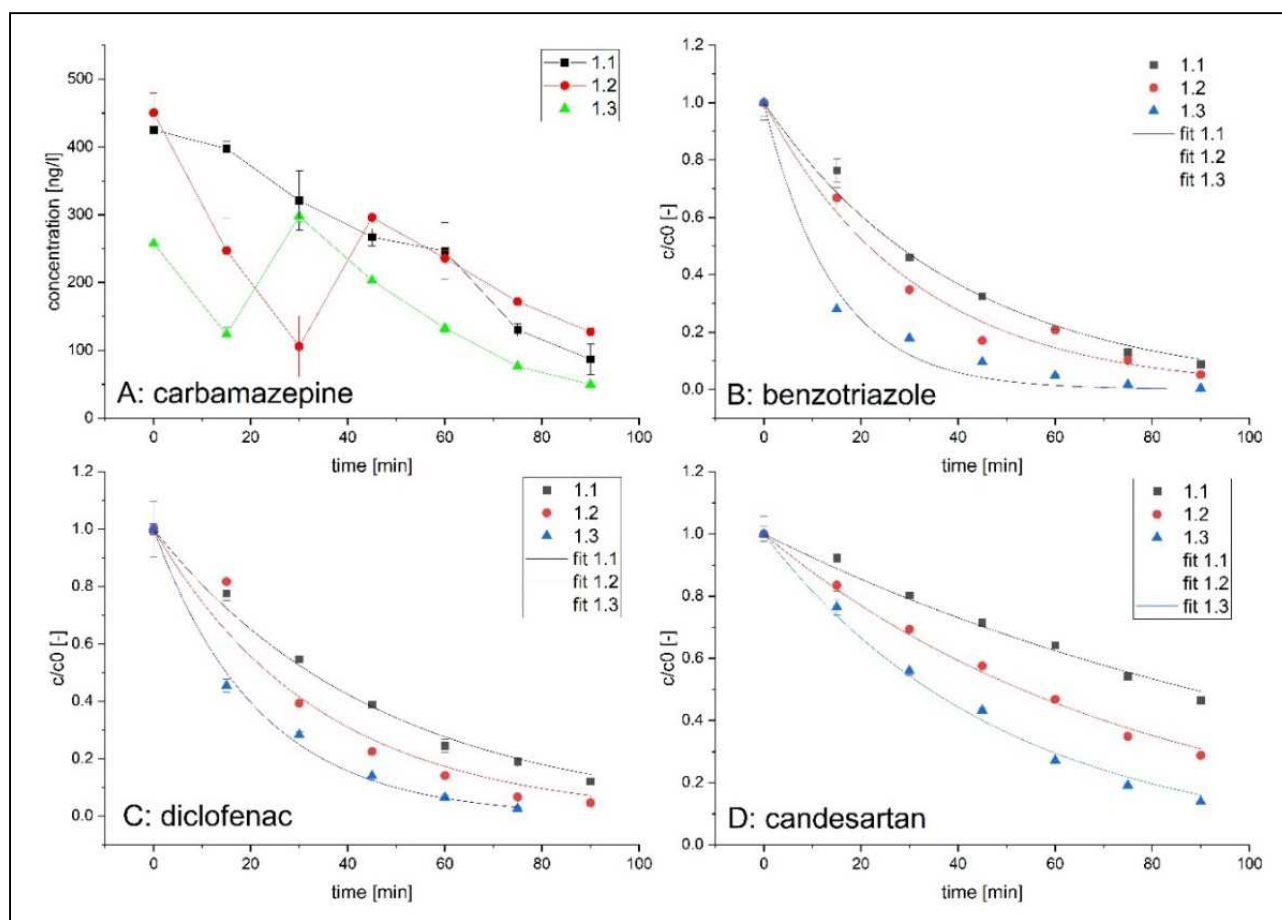 1.1
1.2
1.3
500
400
300
200
100
0
concentration [ng/l]
A: carbamazepine
0 20 40 60 80 100
time [min]
1.2
1.0
0.8
0.6
0.4
0.2
0.0
c/c0 [-]
1.1
1.2
1.3
fit 1.1
fit 1.2
fit 1.3
B: benzotriazole
0 20 40 60 80 100
time [min]
1.2
1.0
0.8
0.6
0.4
0.2
0.0
c/c0 [-]
1.1
1.2
1.3
fit 1.1
fit 1.2
fit 1.3
C: diclofenac
0 20 40 60 80 100
time [min]
1.2
1.0
0.8
0.6
0.4
0.2
0.0
c/c0 [-]
1.1
1.2
1.3
fit 1.1
fit 1.2
fit 1.3
D: candesartan
0 20 40 60 80 100
time [min]